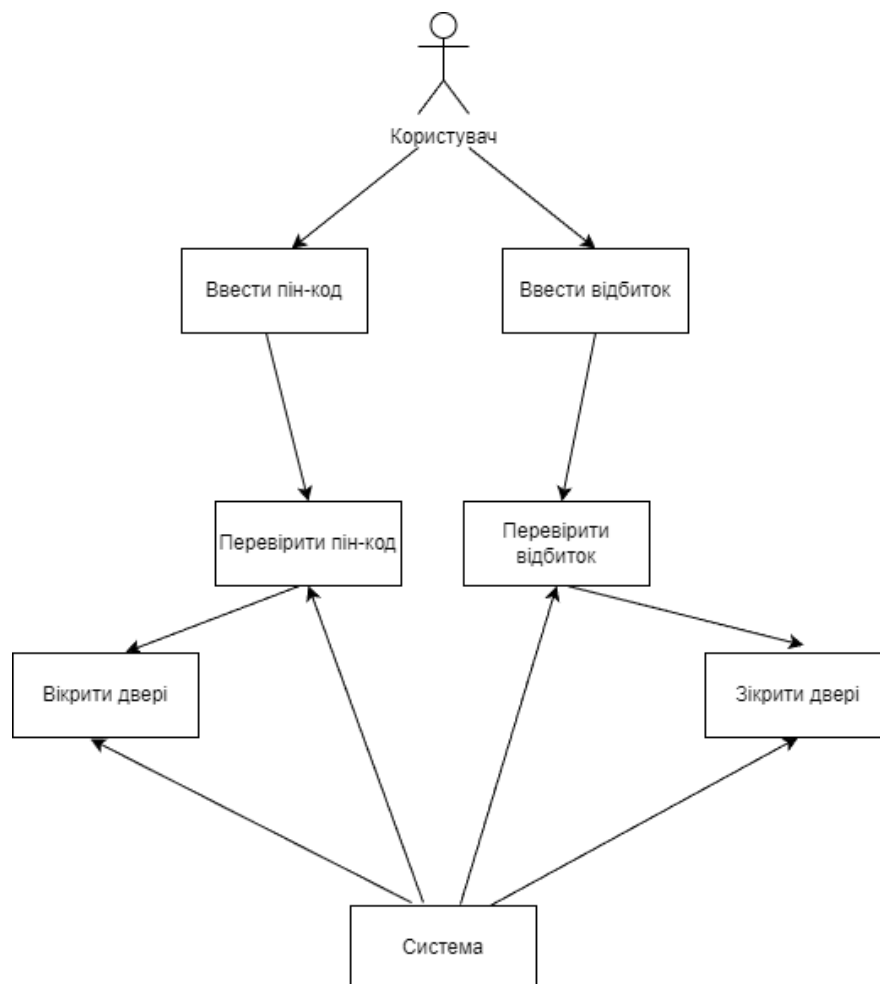 Користувач
Ввести пін-код
Ввести відбиток
Перевірити пін-код
Перевірити
відбиток
Вікрити двері
Зікрити двері
Система